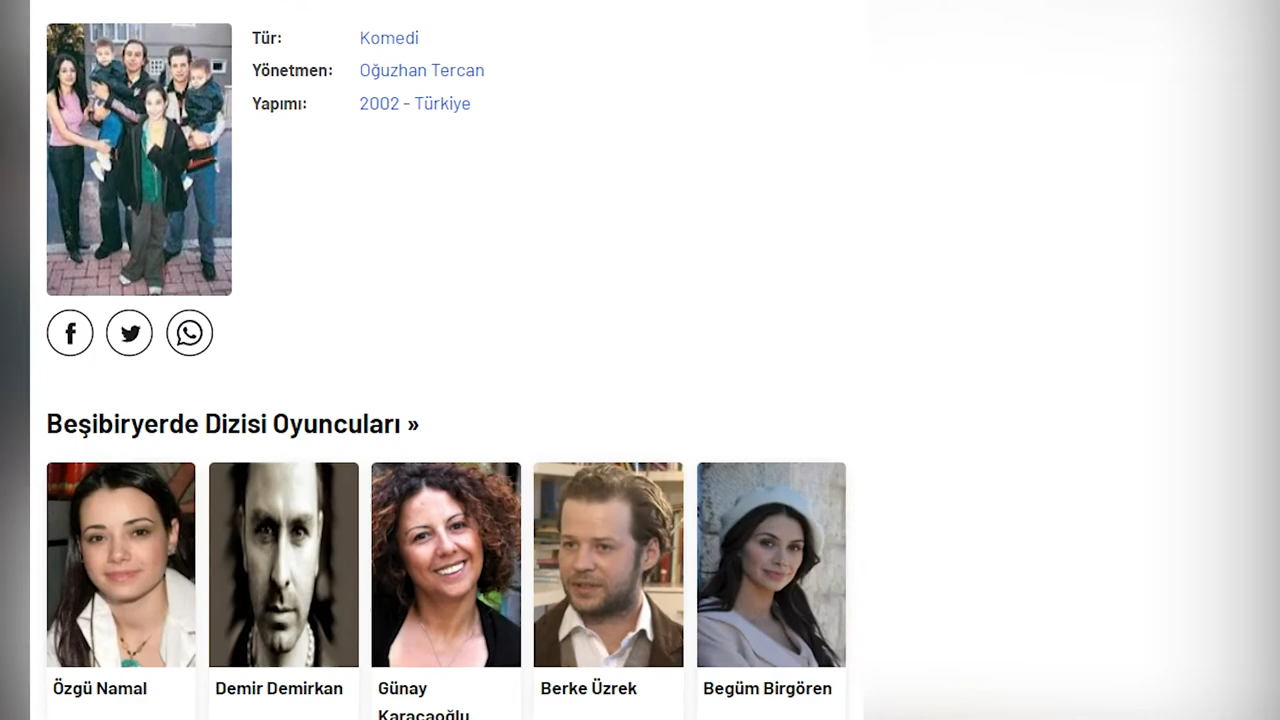 Tür: Komedi
Yönetmen: Oğuzhan Tercan
Yapımı: 2002 - Türkiye
Beşibiryerde Dizisi Oyuncuları »
Özgü Namal
Demir Demirkan
Günay
Karacaoğlu
Berke Üzrek
Begüm Birgören